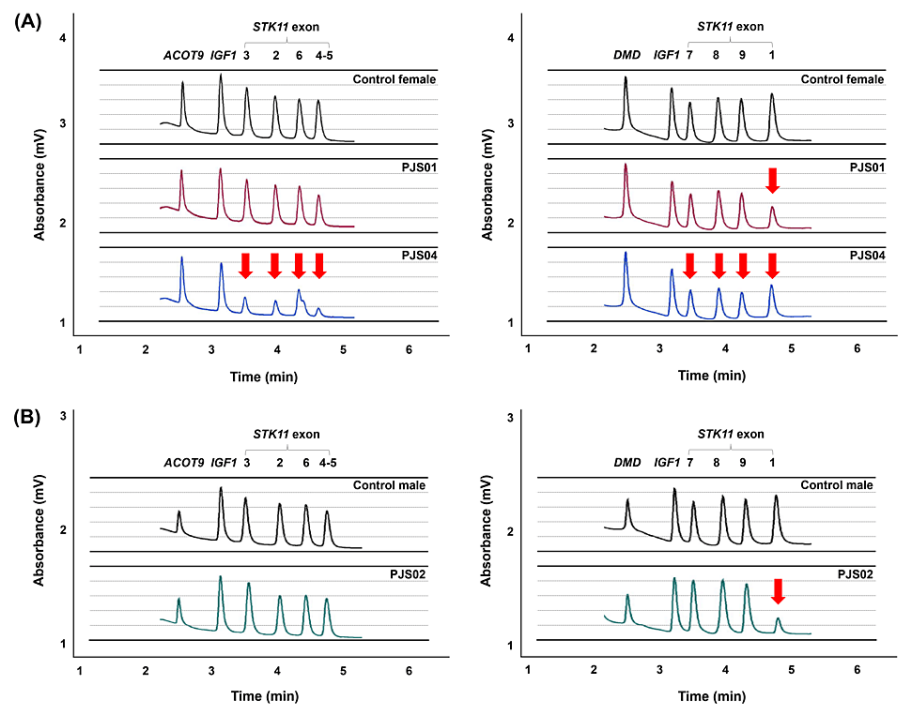 (A)
STK11 exon
ACOT9 IGF1 3 2 6 4-5
Control female
PJS01
PJS04
Absorbance (mV)
4
3
2
1
1 2 3 4 5 6
Time (min)
STK11 exon
DMD IGF1 7 8 9 1
Control female
PJS01
PJS04
Absorbance (mV)
4
3
2
1
1 2 3 4 5 6
Time (min)
(B)
STK11 exon
ACOT9 IGF1 3 2 6 4-5
Control male
PJS02
Absorbance (mV)
3
2
1
1 2 3 4 5 6
Time (min)
STK11 exon
DMD IGF1 7 8 9 1
Control male
PJS02
Absorbance (mV)
3
2
1
1 2 3 4 5 6
Time (min)